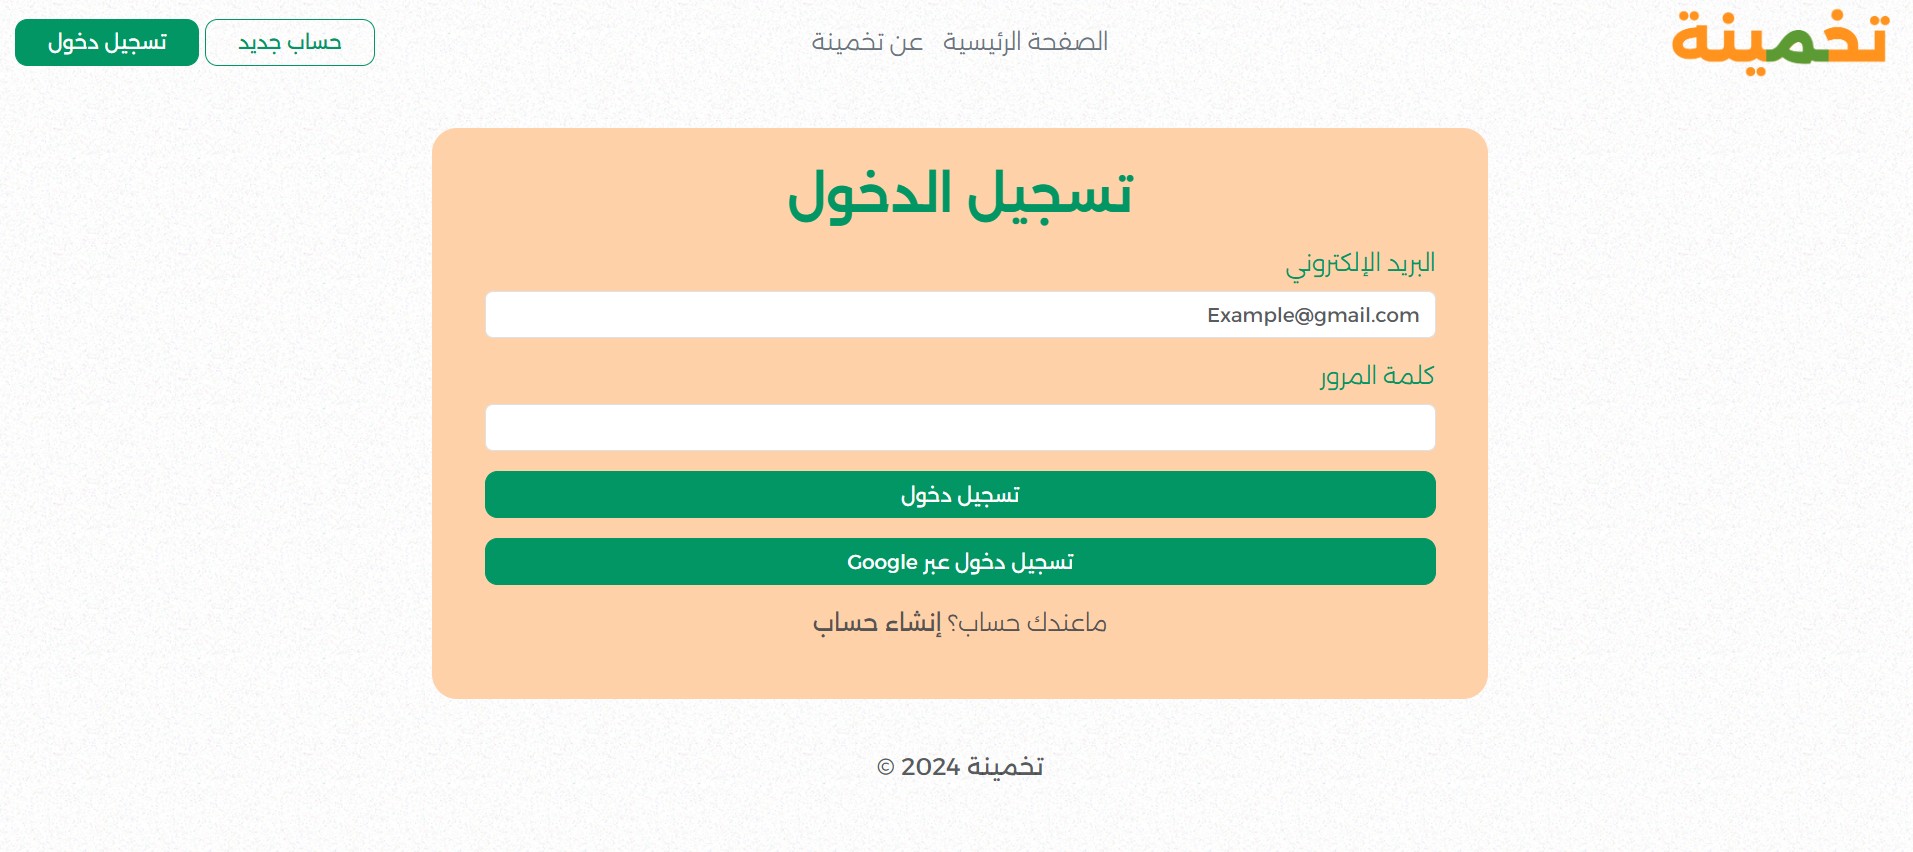 تخمينة
الصفحة الرئيسية
عن تخمينة
حساب جديد
تسجيل دخول
تسجيل الدخول
البريد الإلكتروني
Example@gmail.com
كلمة المرور
تسجيل دخول
تسجيل دخول عبر Google
ماعندك حساب؟ إنشاء حساب
تخمينة 2024 ©